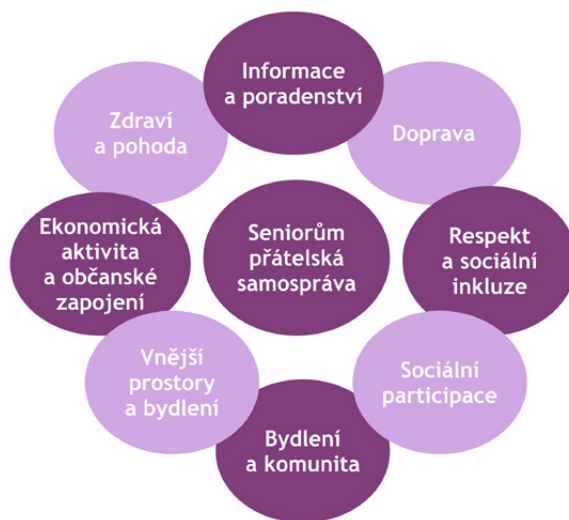 Informace
a poradenství
Zdraví
a pohoda
Doprava
Ekonomická
aktivita
a občanské
zapojení
Seniorům
přátelská
samospráva
Respekt
a sociální
inkluze
Vnější
prostory
a bydlení
Sociální
participace
Bydlení
a komunita